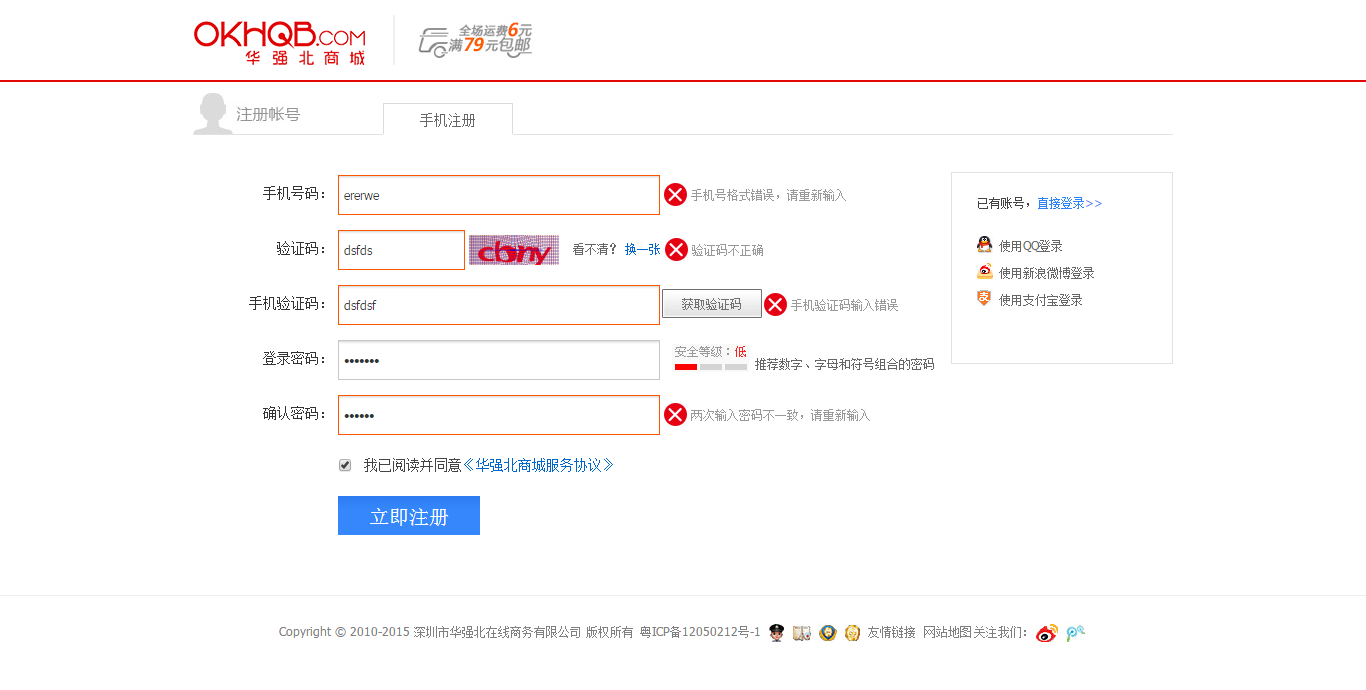 OKHQB.COM
华强北商城
全场运费6元
满79元包邮
注册帐号
手机注册
手机号码：
ererwe
手机号格式错误，请重新输入
验证码：
dsfds
看不清？ 换一张
验证码不正确
手机验证码：
dsfdsf
获取验证码
手机验证码输入错误
登录密码：
•••••••
安全等级：低
推荐数字、字母和符号组合的密码
确认密码：
••••••
两次输入密码不一致，请重新输入
我已阅读并同意《华强北商城服务协议》
立即注册
已有账号，直接登录>>
使用QQ登录
使用新浪微博登录
使用支付宝登录
Copyright © 2010-2015 深圳市华强北在线商务有限公司 版权所有 粤ICP备12050212号-1 友情链接 网站地图关注我们：